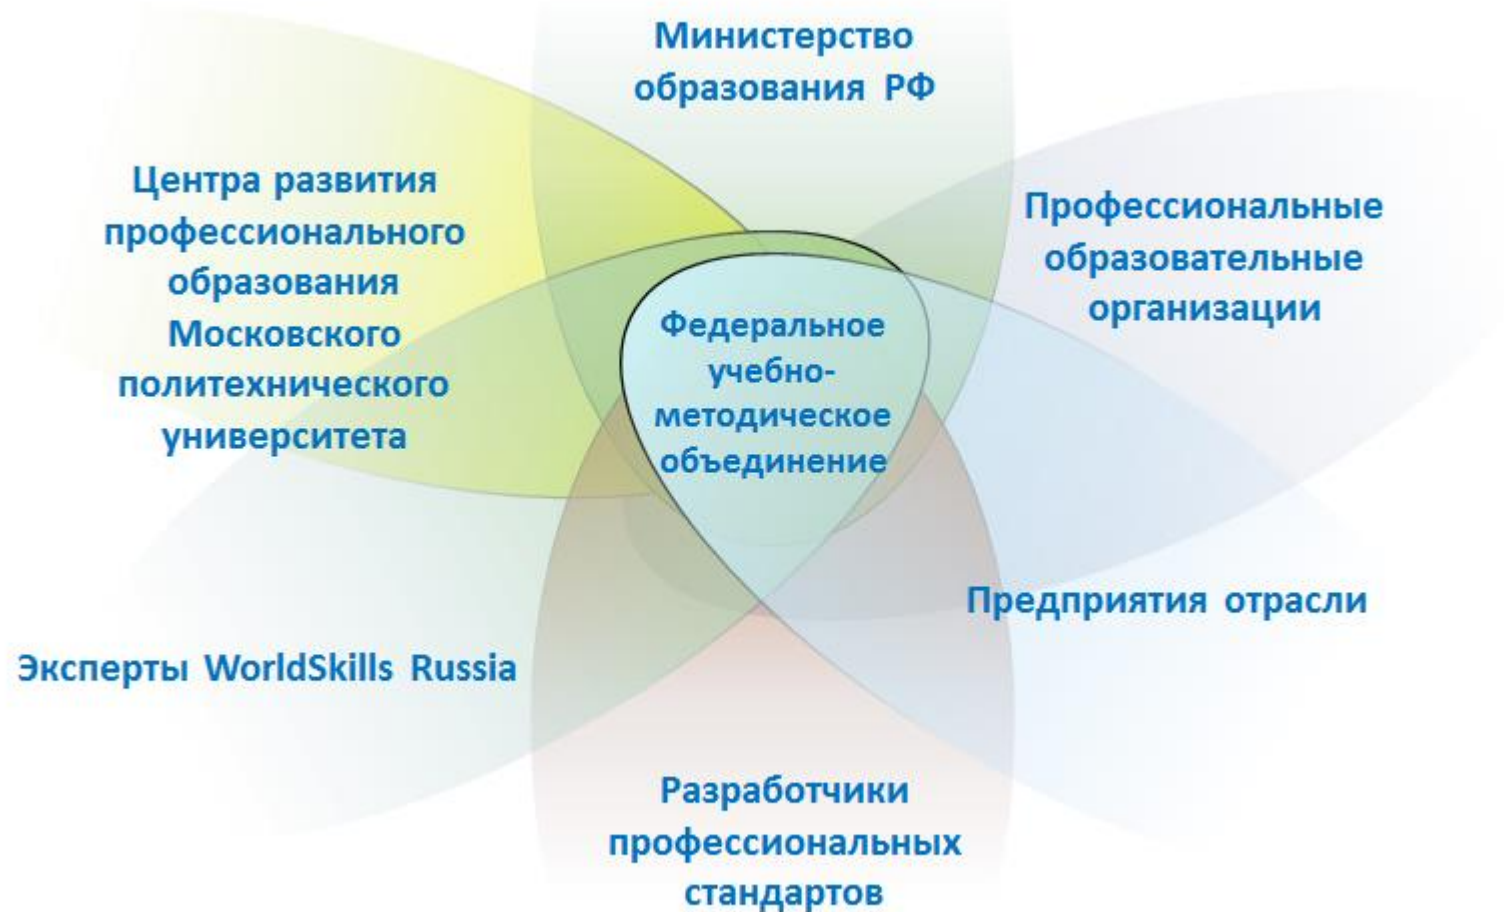 Министерство
образования РФ
Центра развития
профессионального
образования
Московского
политехнического
университета
Профессиональные
образовательные
организации
Федеральное
учебно-
методическое
объединение
Предприятия отрасли
Эксперты WorldSkills Russia
Разработчики
профессиональных
стандартов